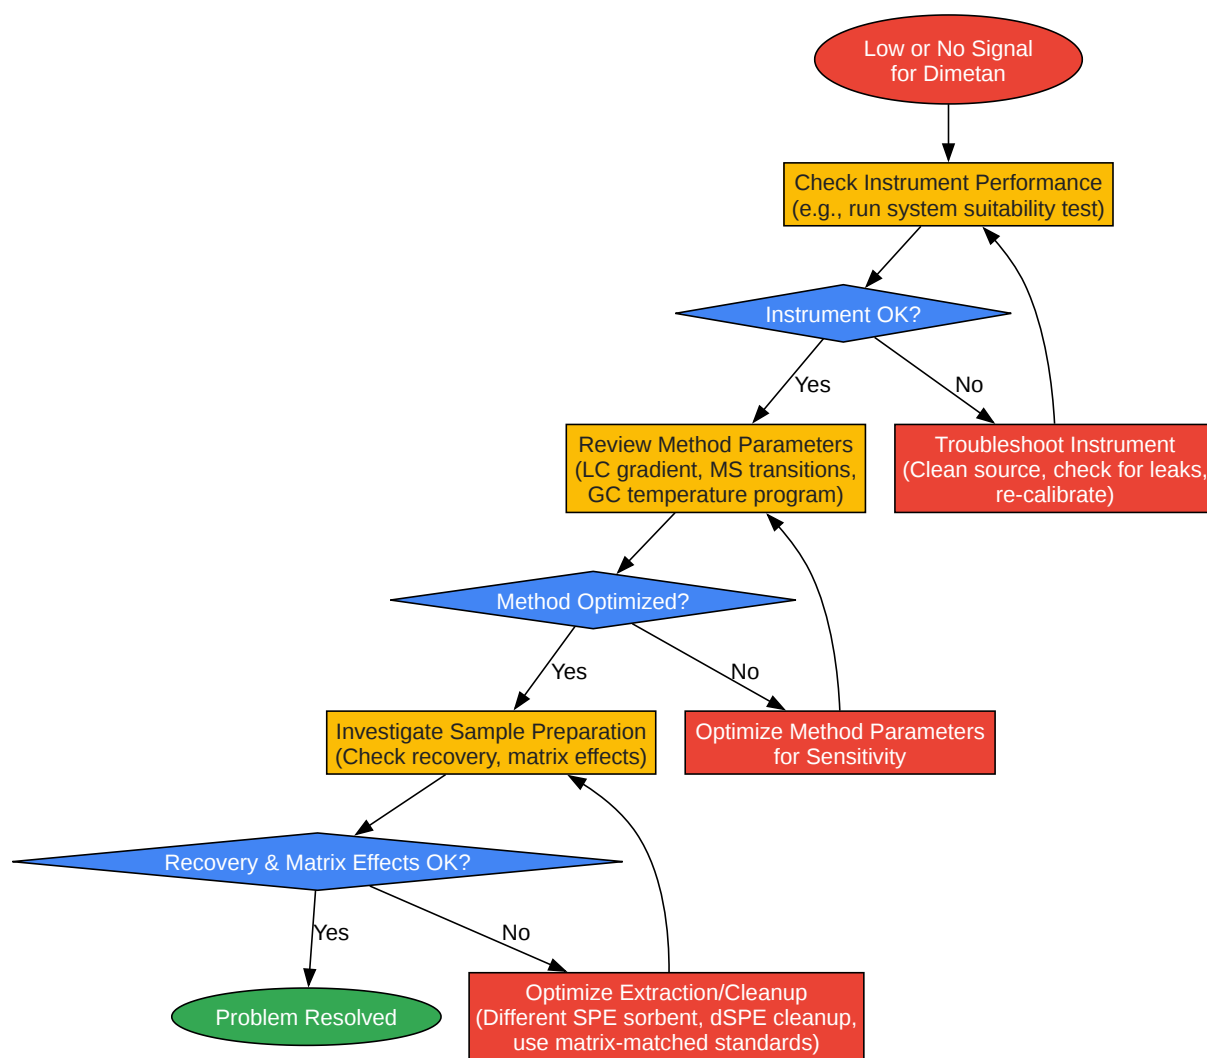 Low or No Signal
for Dimetan
Check Instrument Performance
(e.g., run system suitability test)
Instrument OK?
Yes
No
Review Method Parameters
(LC gradient, MS transitions,
GC temperature program)
Troubleshoot Instrument
(Clean source, check for leaks,
re-calibrate)
Method Optimized?
Yes
No
Investigate Sample Preparation
(Check recovery, matrix effects)
Optimize Method Parameters
for Sensitivity
Recovery & Matrix Effects OK?
Yes
No
Problem Resolved
Optimize Extraction/Cleanup
(Different SPE sorbent, dSPE cleanup,
use matrix-matched standards)